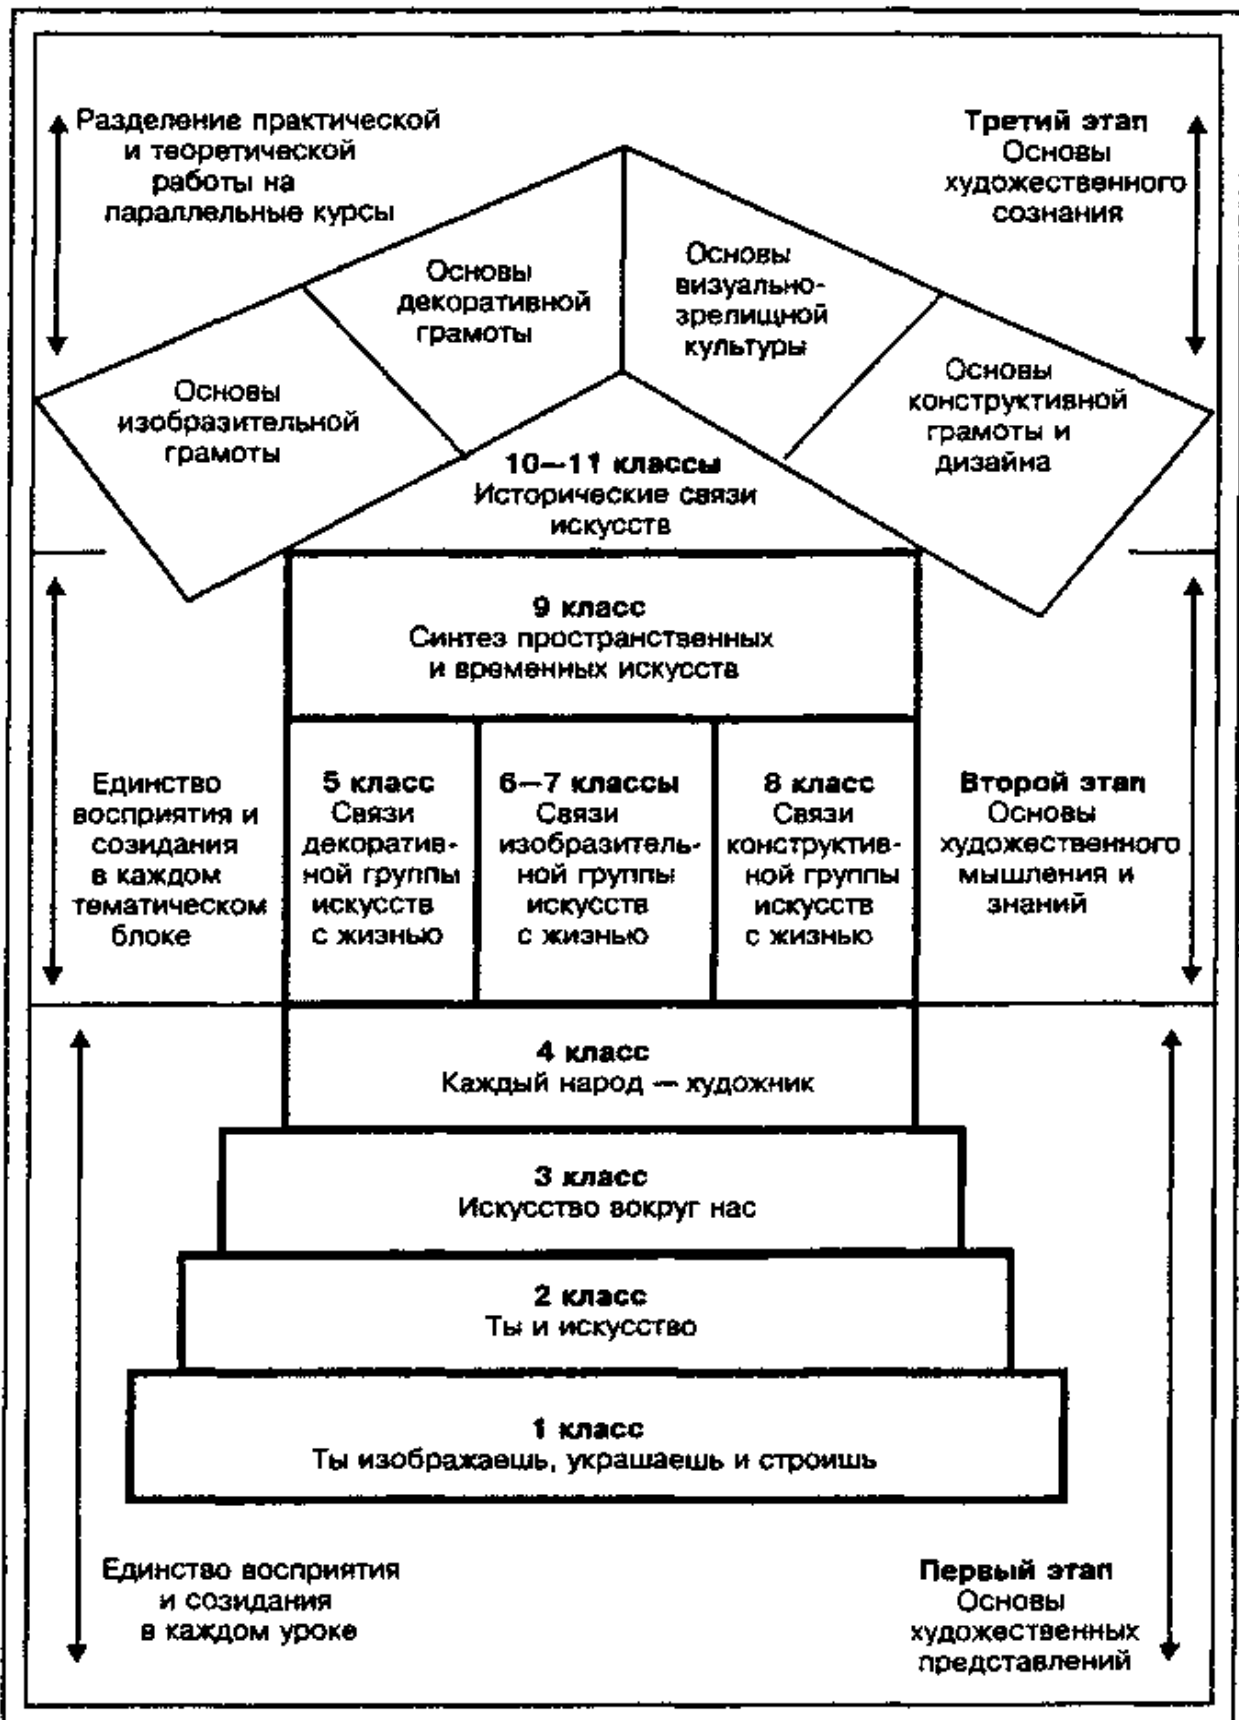 Разделение практической
и теоретической
работы на
параллельные курсы
Третий этап
Основы
художественного
сознания
Основы
декоративной
грамоты
Основы
визуально-
зрелищной
культуры
Основы
изобразительной
грамоты
Основы
конструктивной
грамоты и
дизайна
10—11 классы
Исторические связи
искусств
9 класс
Синтез пространственных
и временных искусств
Единство
восприятия и
созидания
в каждом
тематическом
блоке
5 класс
Связи
декоратив-
ной группы
искусств
с жизнью
6—7 классы
Связи
изобразитель-
ной группы
искусств
с жизнью
8 класс
Связи
конструктив-
ной группы
искусств
с жизнью
Второй этап
Основы
художественного
мышления и
знаний
4 класс
Каждый народ — художник
3 класс
Искусство вокруг нас
2 класс
Ты и искусство
1 класс
Ты изображаешь, украшаешь и строишь
Единство восприятия
и созидания
в каждом уроке
Первый этап
Основы
художественных
представлений